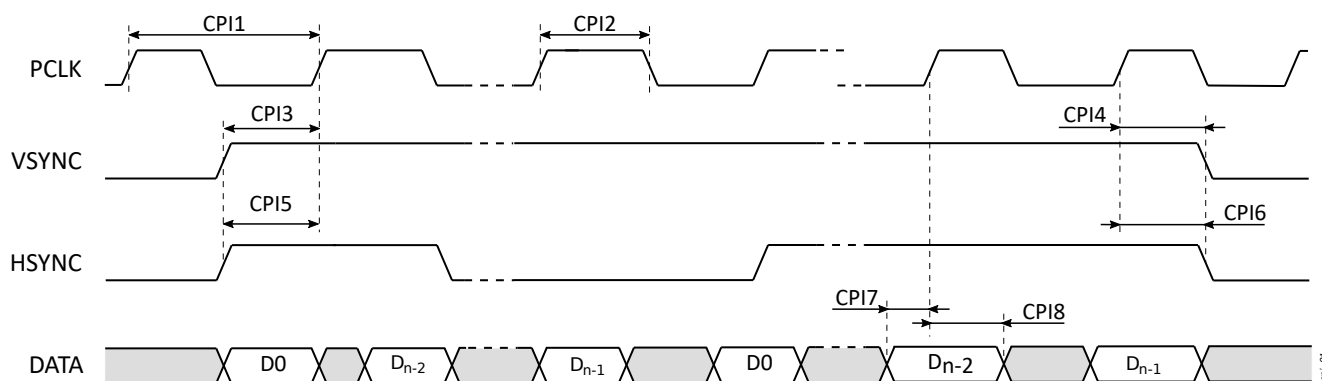 CPI1
CPI2
PCLK
CPI3
CPI4
VSYNC
CPI5
CPI6
HSYNC
CPI7
CPI8
DATA
D0
Dn-2
Dn-1
D0
Dn-2
Dn-1